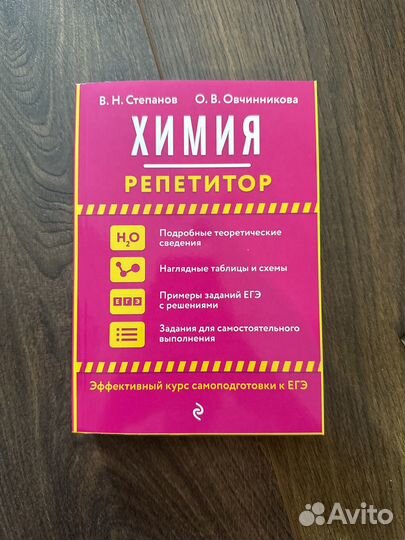 В. Н. Степанов О. В. Овчинникова
ХИМИЯ
РЕПЕТИТОР
H₂O
Подробные теоретические
сведения
Наглядные таблицы и схемы
ЕГЭ
Примеры заданий ЕГЭ
с решениями
Задания для самостоятельного
выполнения
Эффективный курс самоподготовки к ЕГЭ
Avito